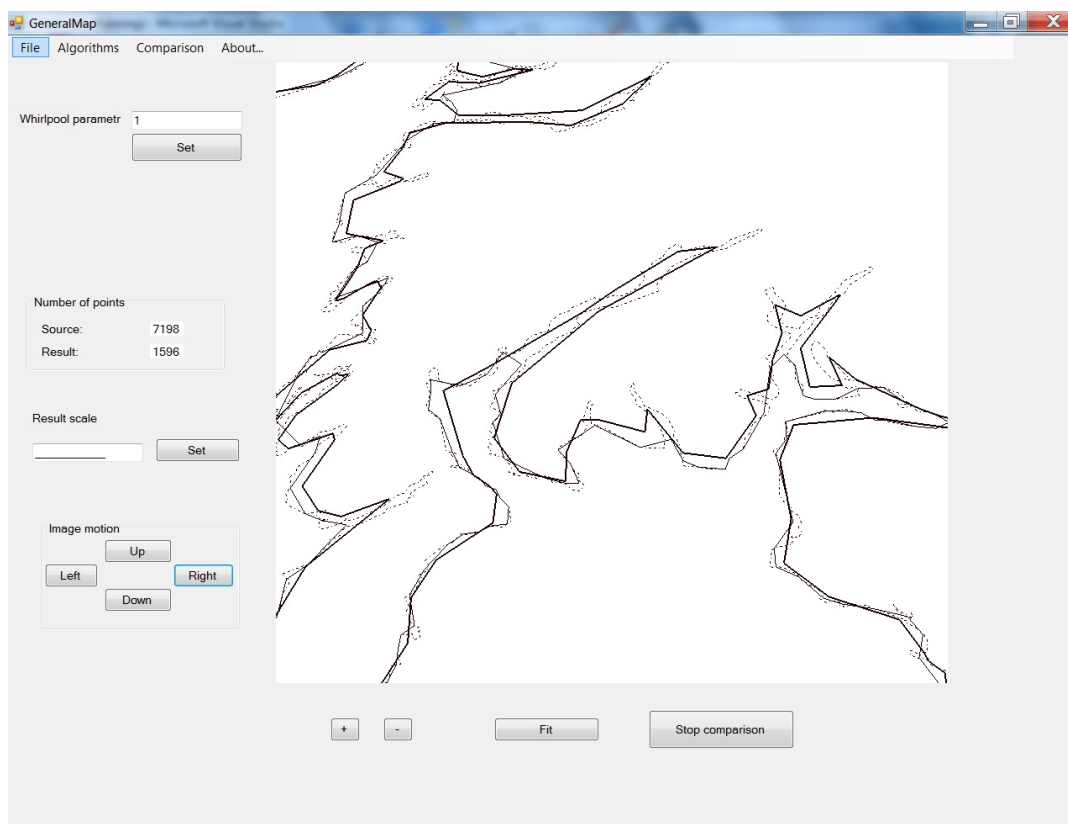 GeneralMap
File Algorithms Comparison About...
Whirlpool parametr 1
Set
Number of points
Source: 7198
Result: 1596
Result scale
Set
Image motion
Up
Left Right
Down
+ - Fit Stop comparison